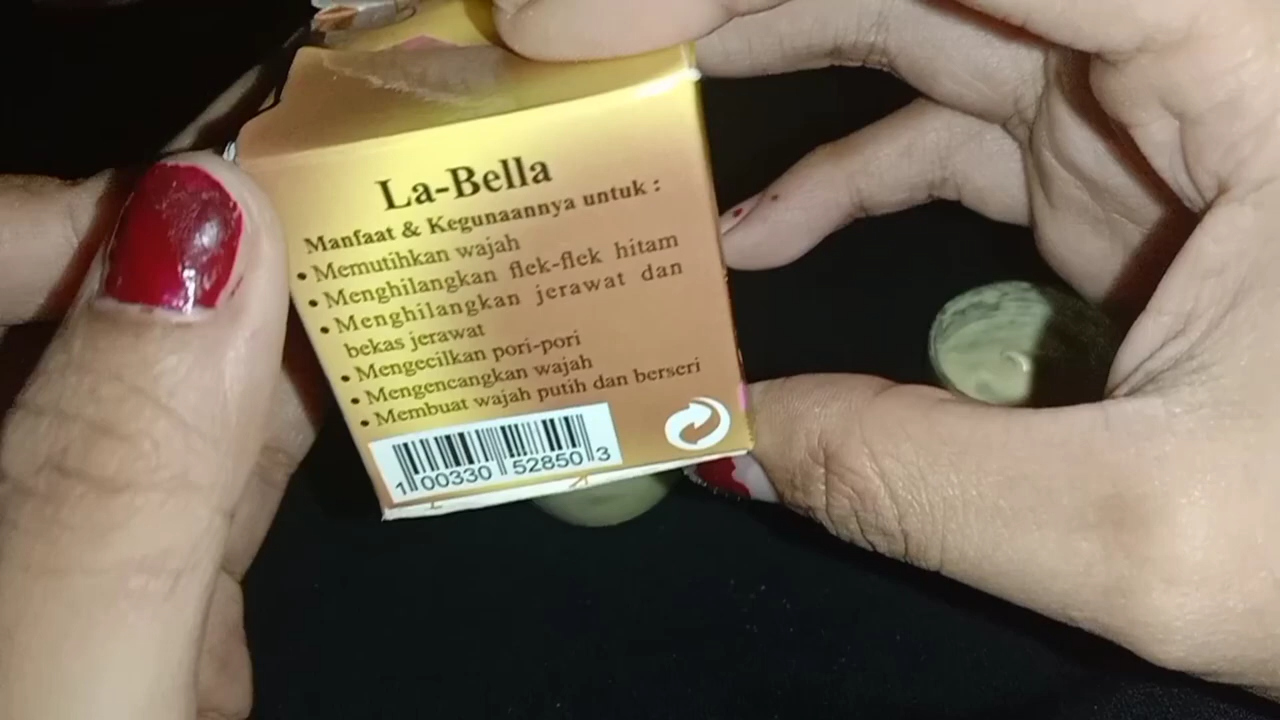 La-Bella
Manfaat & Kegunaannya untuk :
• Memutihkan wajah
• Menghilangkan flek-flek hitam
• Menghilangkan jerawat dan
bekas jerawat
• Mengecilkan pori-pori
• Mengencangkan wajah
• Membuat wajah putih dan berseri
1 00330 52850 3